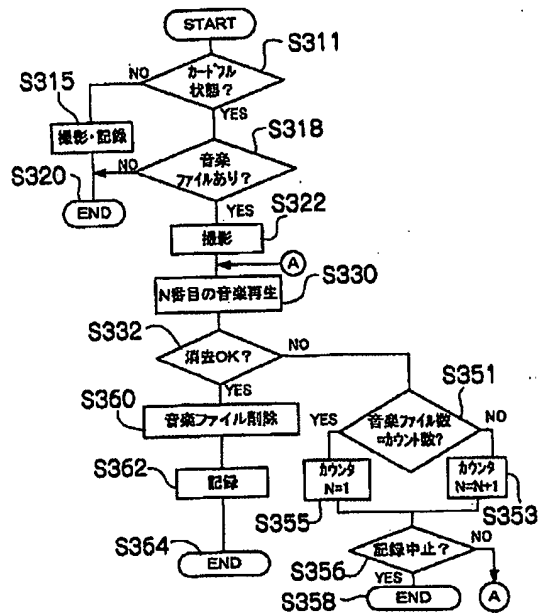 START
S311
カードフル
状態?
NO
YES
S315
撮影・記録
S318
音楽
ファイルあり?
NO
YES
S320
END
S322
撮影
A
S330
N番目の音楽再生
S332
消去OK?
NO
YES
S351
音楽ファイル数
=カウント数?
YES
NO
S360
音楽ファイル削除
S355
カウンタ
N=1
カウンタ
N=N+1
S353
S362
記録
S356
記録中止?
NO
YES
S364
END
S358
END
A